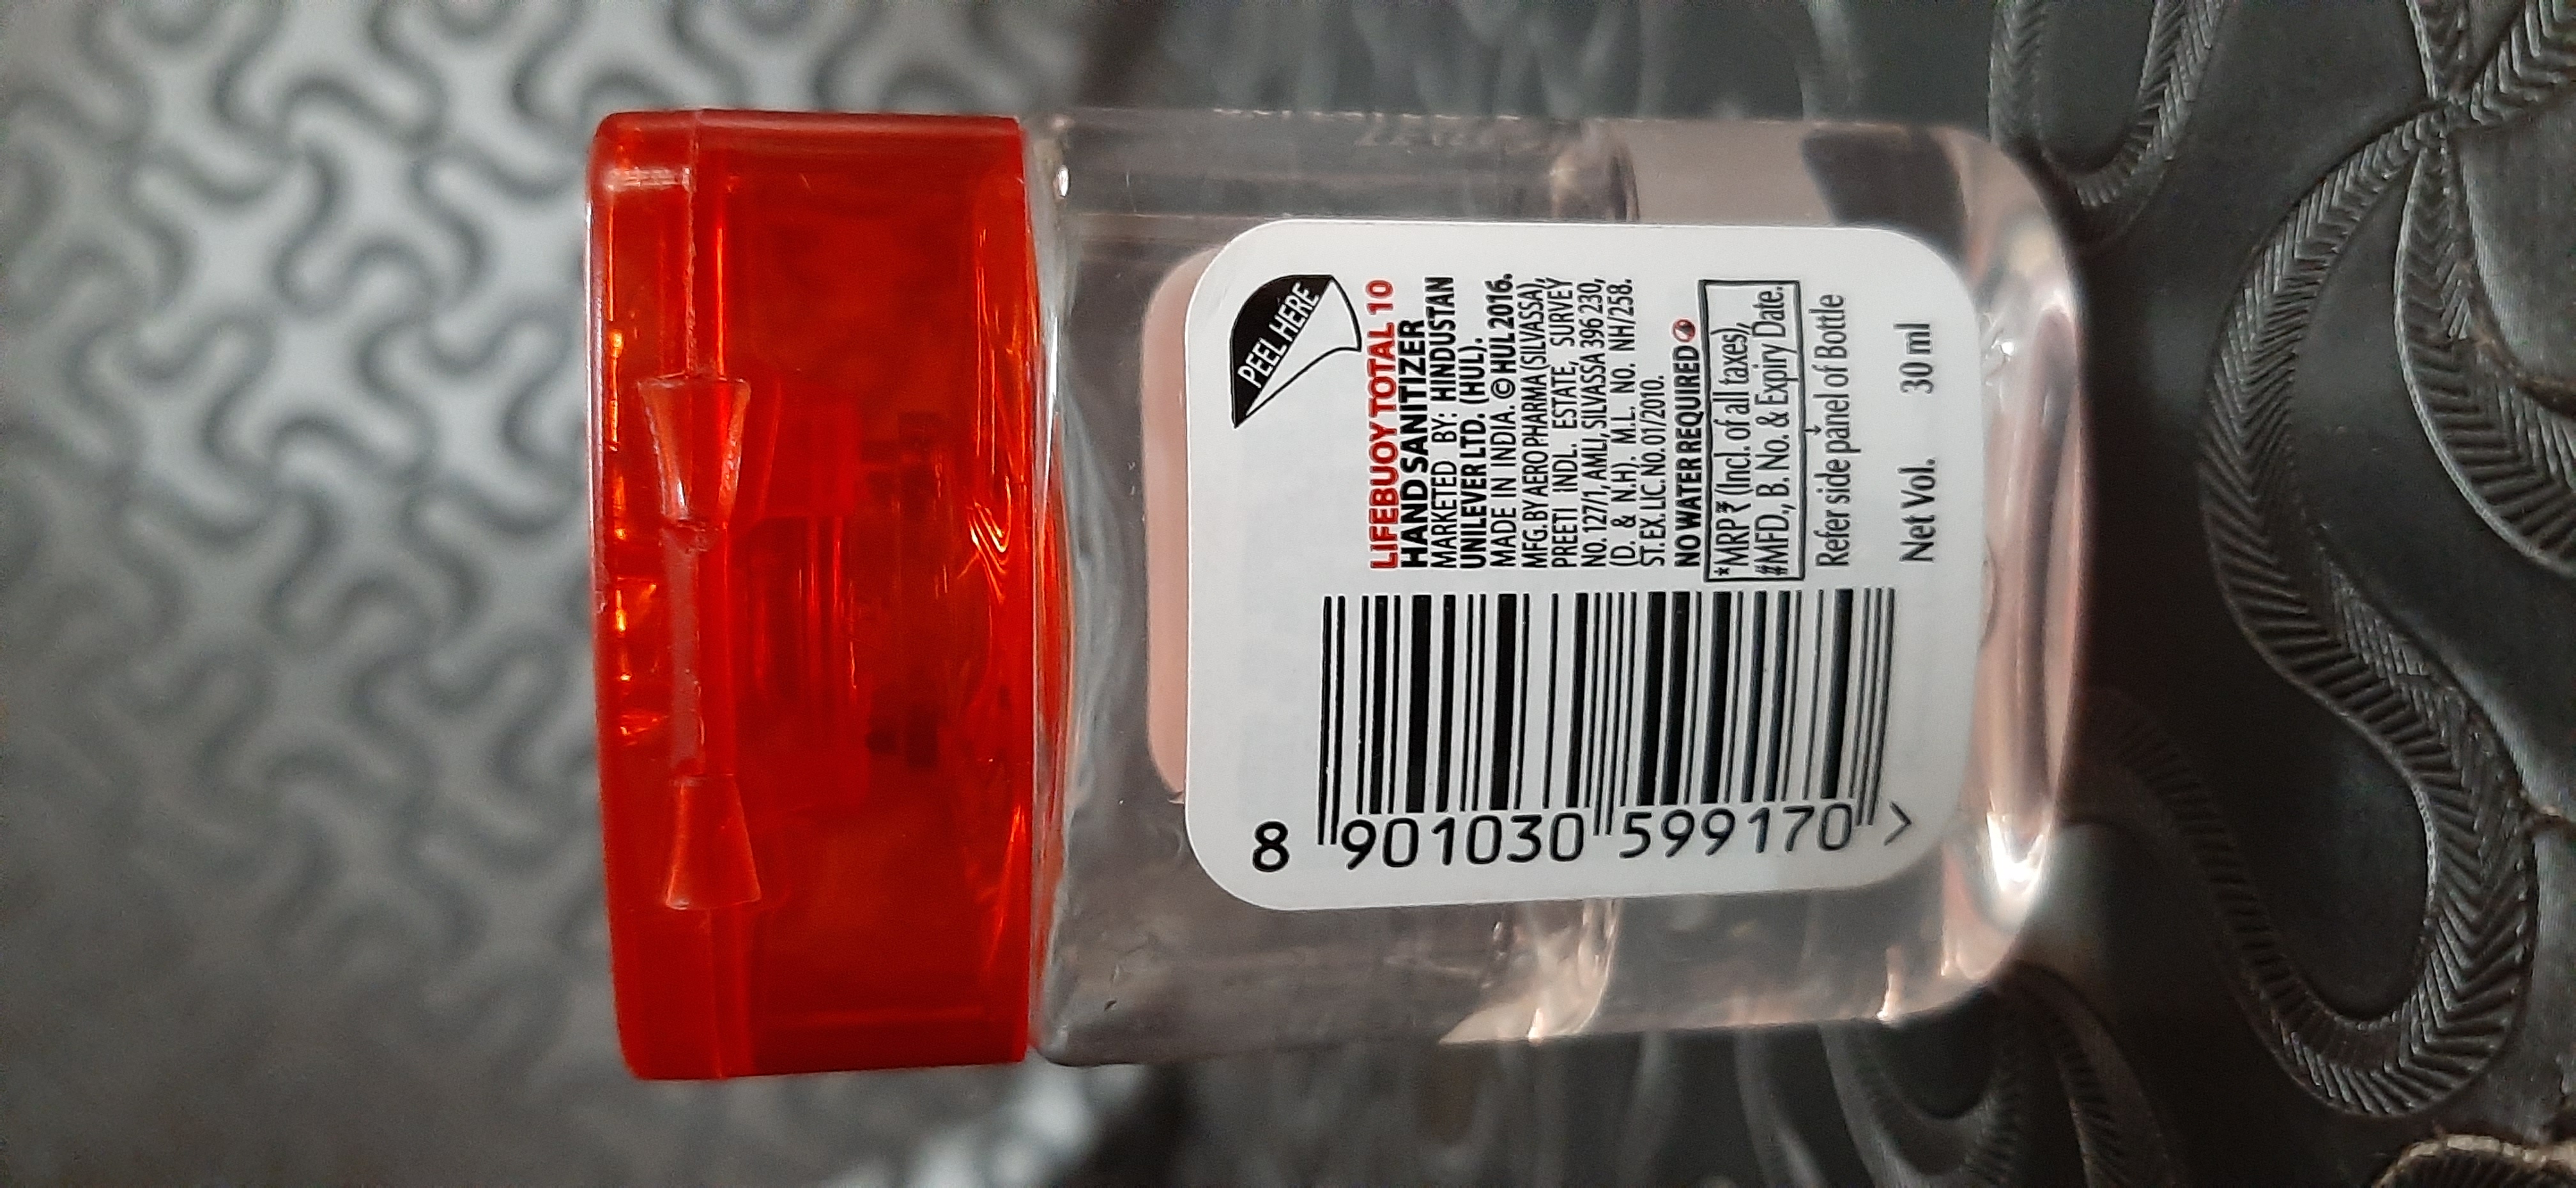 PEEL HERE
8 901030 599170 >
LIFEBUOY TOTAL 10
HAND SANITIZER
MARKETED BY: HINDUSTAN
UNILEVER LTD. (HUL).
MADE IN INDIA. © HUL 2016.
MFG. BY AERO PHARMA (SILVASSA),
PREETI INDL. ESTATE, SURVEY
NO. 127/1, AMLI, SILVASSA 396 230,
(D. & N.H). M.L. No. NH/258.
ST. EX. LIC. NO. 01/2010.
NO WATER REQUIRED
*MRP ₹ (Incl. of all taxes),
#MFD., B. No. & Expiry Date.
Refer side panel of Bottle
Net Vol. 30 ml